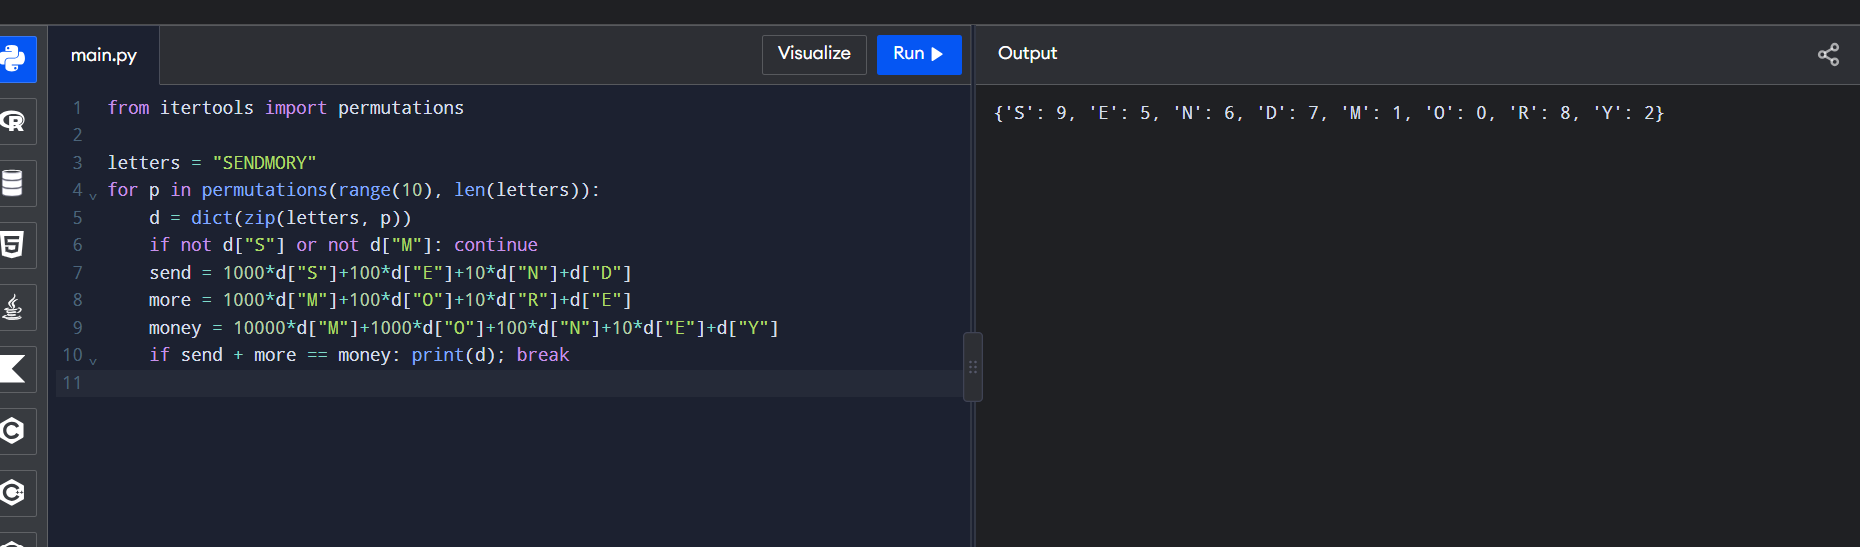 main.py
Visualize
Run
Output
1 from itertools import permutations
2
3 letters = "SENDMORY"
4 for p in permutations(range(10), len(letters)):
5     d = dict(zip(letters, p))
6     if not d["S"] or not d["M"]: continue
7     send = 1000*d["S"]+100*d["E"]+10*d["N"]+d["D"]
8     more = 1000*d["M"]+100*d["O"]+10*d["R"]+d["E"]
9     money = 10000*d["M"]+1000*d["O"]+100*d["N"]+10*d["E"]+d["Y"]
10     if send + more == money: print(d); break
11
{'S': 9, 'E': 5, 'N': 6, 'D': 7, 'M': 1, 'O': 0, 'R': 8, 'Y': 2}